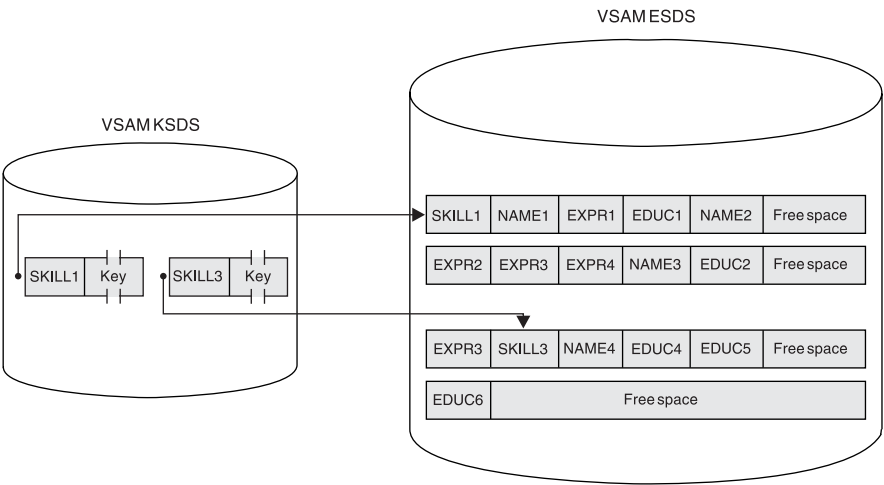 VSAM ESDS
VSAM KSDS
SKILL1 NAME1 EXPR1 EDUC1 NAME2 Free space
SKILL1 Key SKILL3 Key
EXPR2 EXPR3 EXPR4 NAME3 EDUC2 Free space
EXPR3 SKILL3 NAME4 EDUC4 EDUC5 Free space
EDUC6 Free space